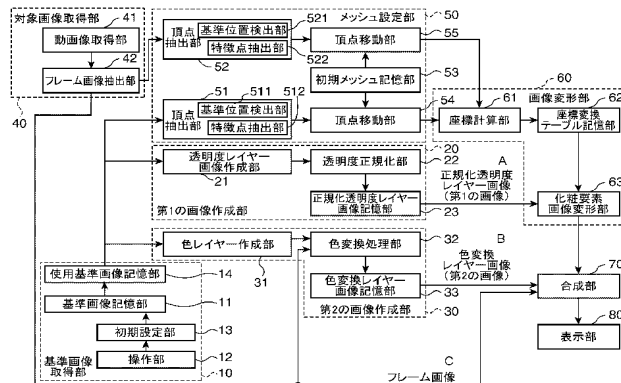 対象画像取得部
41
動画像取得部
42
フレーム画像抽出部
40
頂点抽出部
521
基準位置検出部
特徴点抽出部
522
52
メッシュ設定部
50
頂点移動部
55
初期メッシュ記憶部
53
51
511
512
頂点抽出部
基準位置検出部
特徴点抽出部
頂点移動部
54
60
画像変形部
61
座標計算部
62
座標変換テーブル記憶部
63
化粧要素画像変形部
20
透明度レイヤー画像作成部
21
透明度正規化部
22
正規化透明度レイヤー画像記憶部
23
第1の画像作成部
A
正規化透明度レイヤー画像(第1の画像)
色レイヤー作成部
31
色変換処理部
32
色変換レイヤー画像記憶部
33
第2の画像作成部
30
B
色変換レイヤー画像(第2の画像)
使用基準画像記憶部
14
基準画像記憶部
11
初期設定部
13
操作部
12
基準画像取得部
10
70
合成部
80
表示部
C
フレーム画像